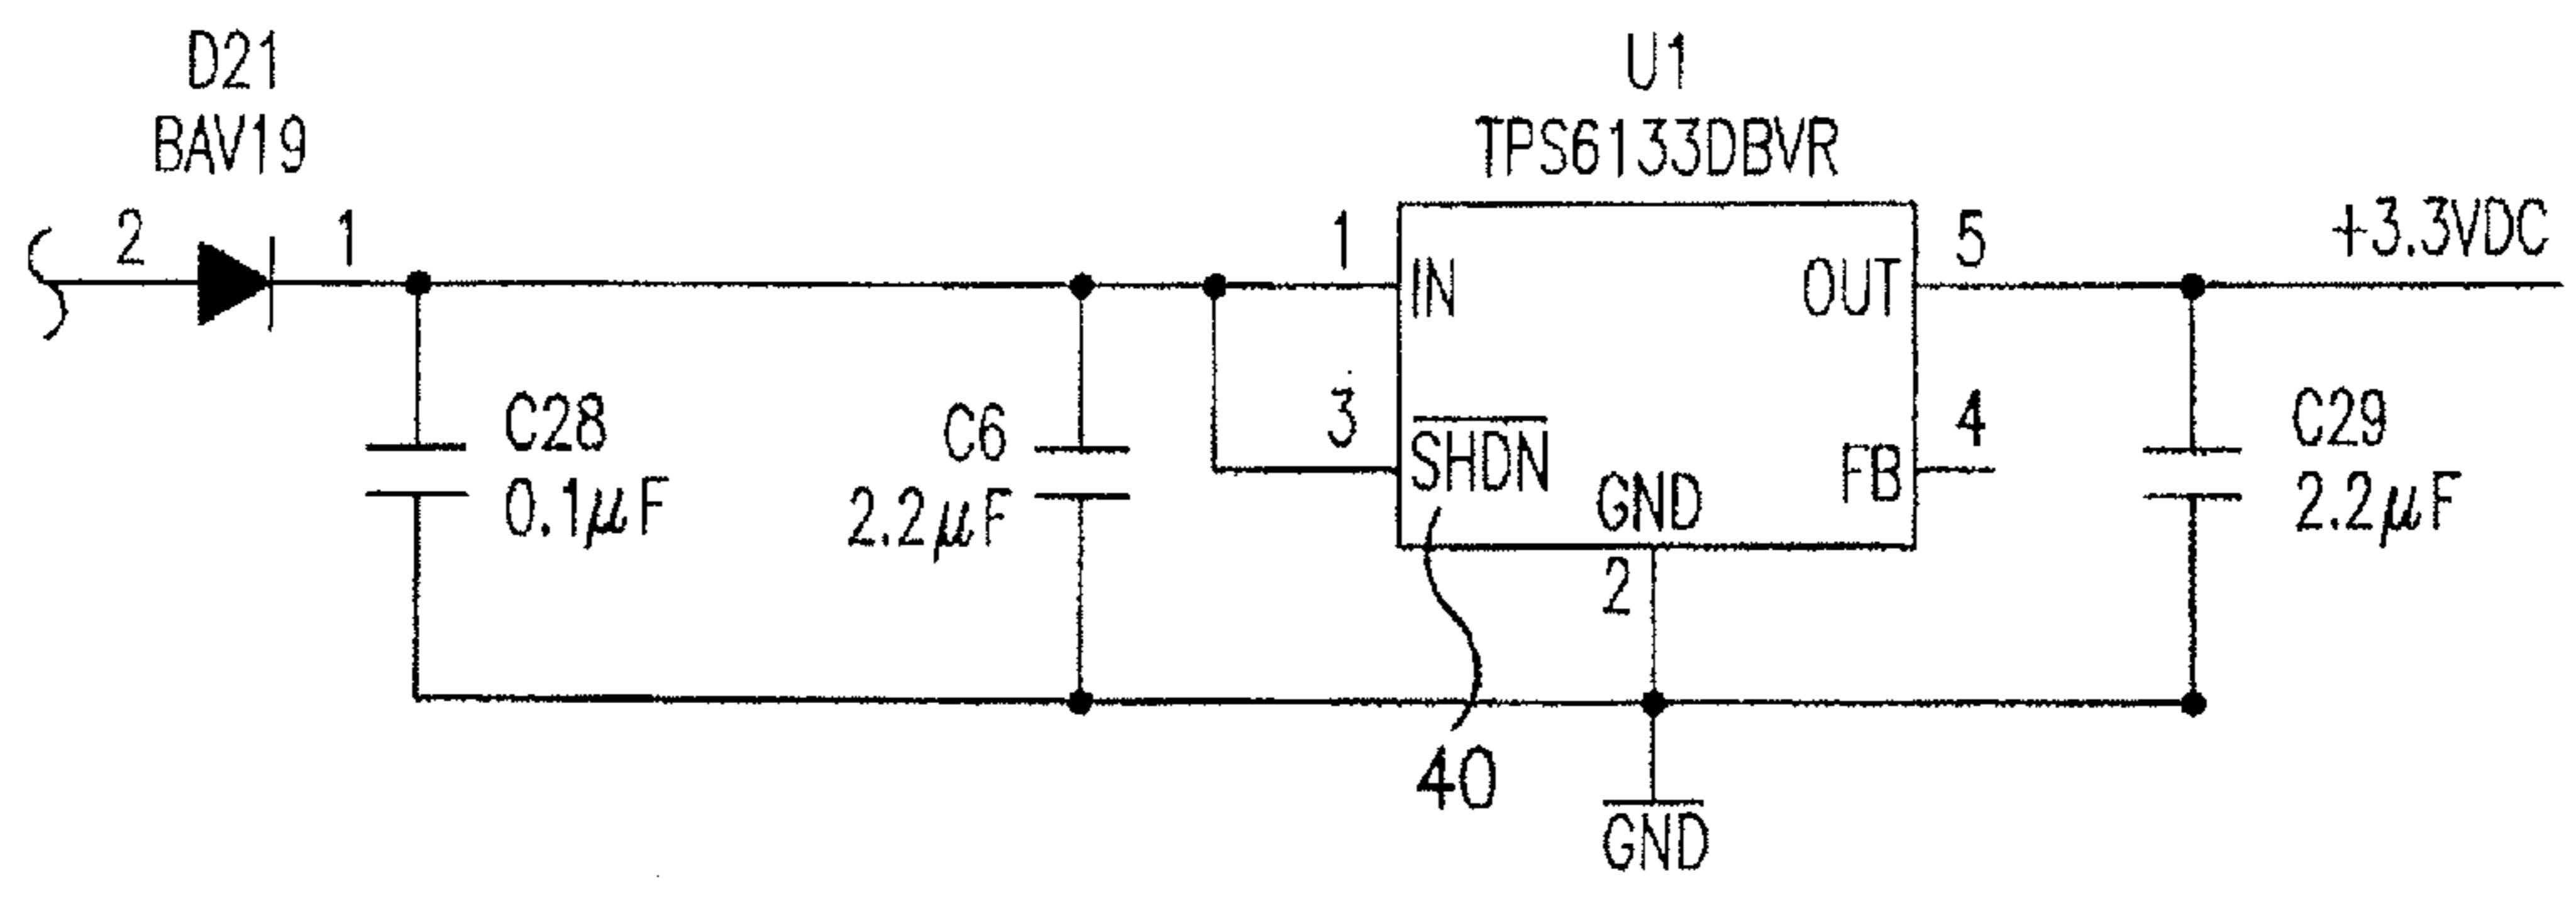 D21
BAV19
2
1
C28
0.1μF
C6
2.2μF
U1
TPS6133DBVR
1
IN
3
SHDN
GND
2
OUT
5
FB
4
+3.3VDC
C29
2.2μF
40
GND